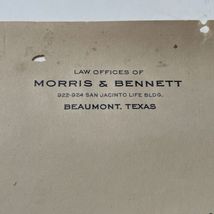 LAW OFFICES OF
MORRIS & BENNETT
922-924 SAN JACINTO LIFE BLDG.
BEAUMONT, TEXAS